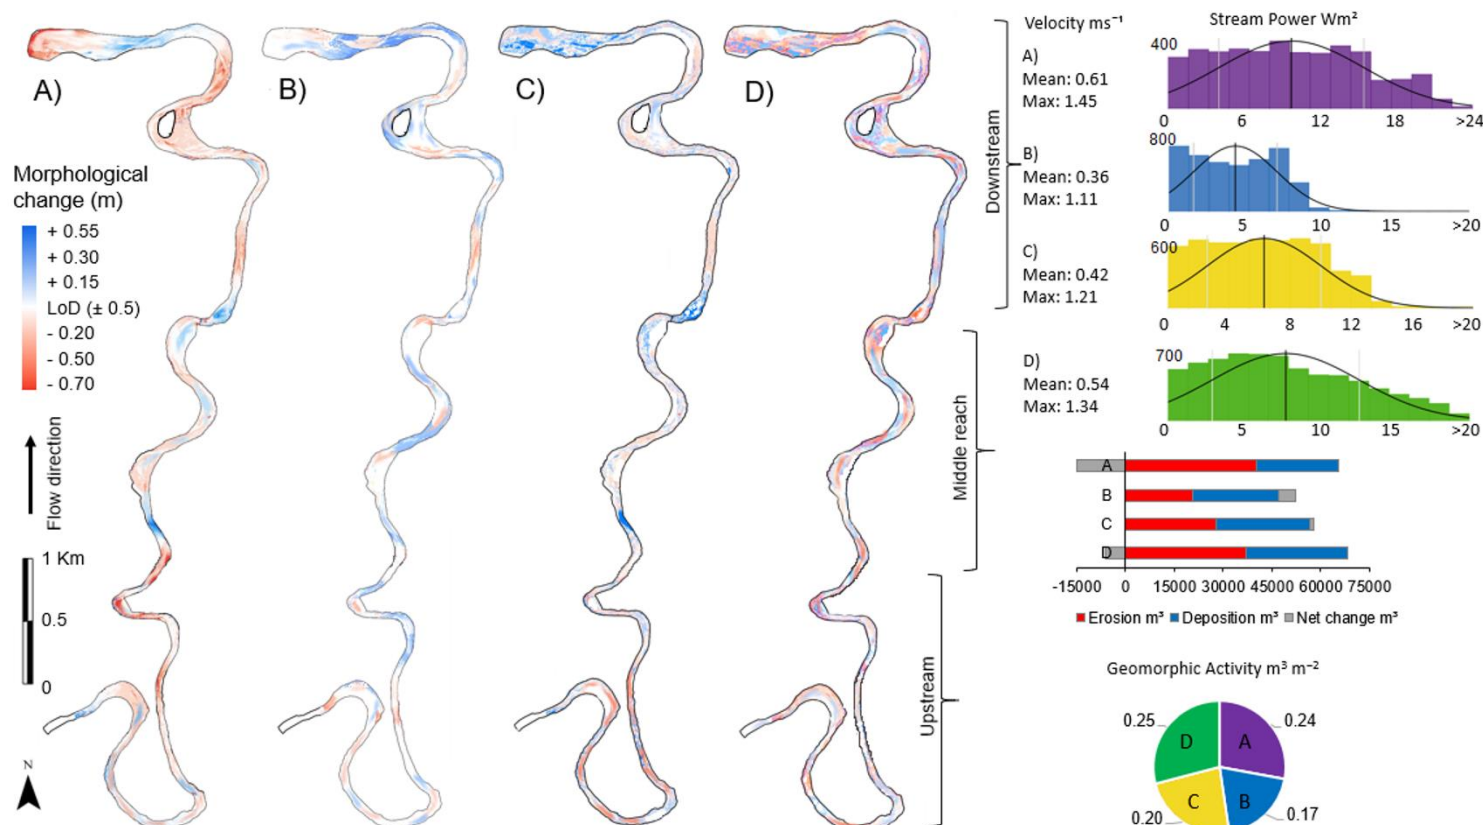 A)
B)
C)
D)
Morphological
change (m)
+ 0.55
+ 0.30
+ 0.15
LoD (± 0.5)
- 0.20
- 0.50
- 0.70
Flow direction
1 Km
0.5
0
N
Downstream
Middle reach
Upstream
Velocity ms⁻¹
Stream Power Wm²
A)
Mean: 0.61
Max: 1.45
400
0 6 12 18 >24
B)
Mean: 0.36
Max: 1.11
800
0 5 10 15 >20
C)
Mean: 0.42
Max: 1.21
600
0 4 8 12 16 >20
D)
Mean: 0.54
Max: 1.34
700
0 5 10 15 >20
A
B
C
D
-15000 0 15000 30000 45000 60000 75000
Erosion m³ Deposition m³ Net change m³
Geomorphic Activity m³ m⁻²
0.25 0.24
D A
C B
0.20 0.17